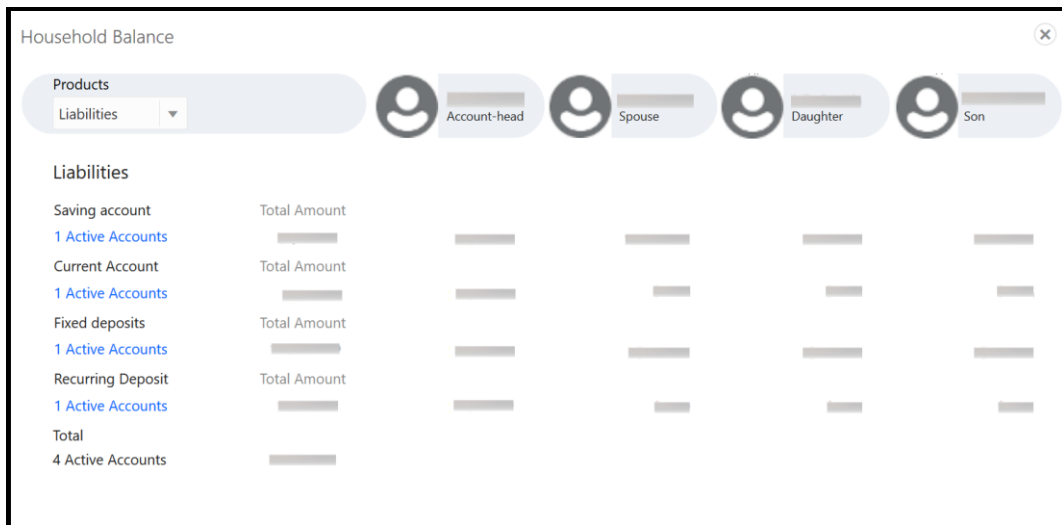 Household Balance
Products
Liabilities
Account-head
Spouse
Daughter
Son
Liabilities
Saving account Total Amount
1 Active Accounts
Current Account Total Amount
1 Active Accounts
Fixed deposits Total Amount
1 Active Accounts
Recurring Deposit Total Amount
1 Active Accounts
Total
4 Active Accounts